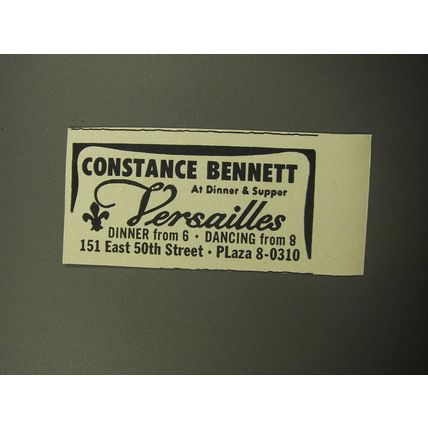 CONSTANCE BENNETT
At Dinner & Supper
Versailles
DINNER from 6 • DANCING from 8
151 East 50th Street • PLaza 8-0310